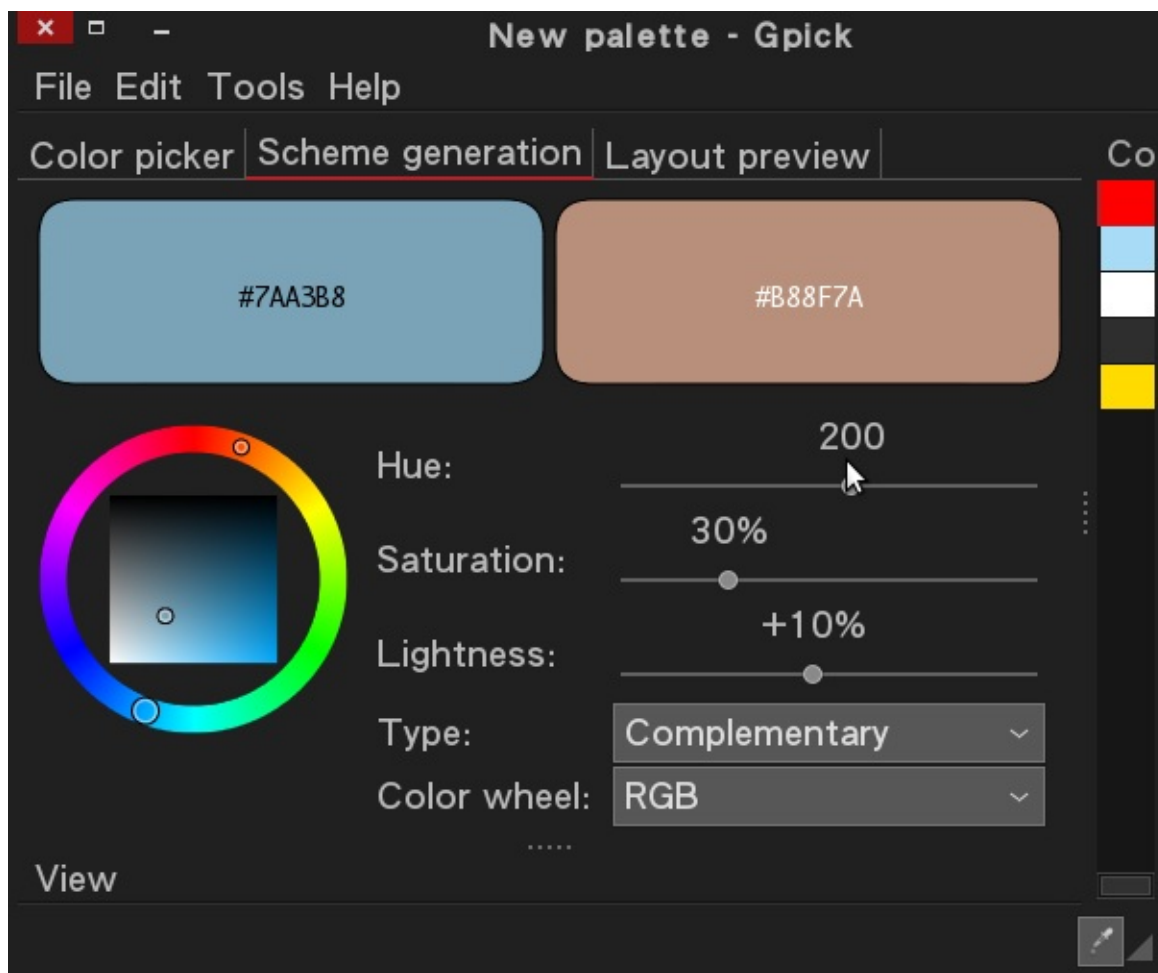 New palette - Gpick
File Edit Tools Help
Color picker Scheme generation Layout preview Co
#7AA3B8 #B88F7A
Hue: 200
Saturation: 30%
Lightness: +10%
Type: Complementary
Color wheel: RGB
View